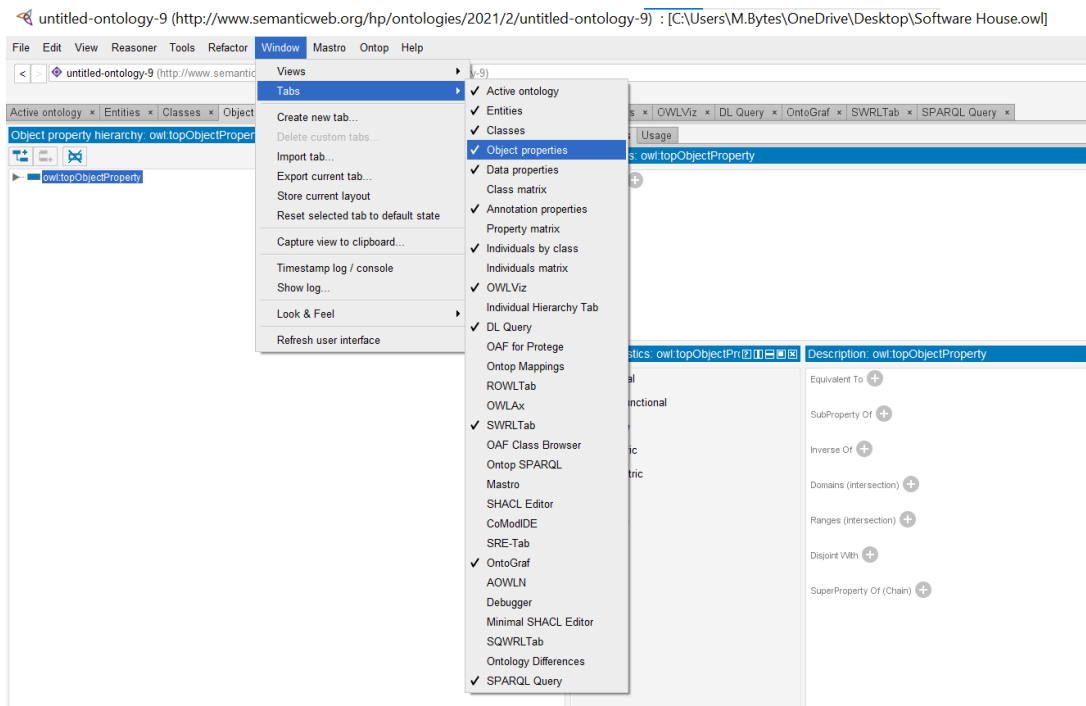 untitled-ontology-9 (http://www.semanticweb.org/hp/ontologies/2021/2/untitled-ontology-9) : [C:\Users\M.Bytes\OneDrive\Desktop\Software House.owl]
File Edit View Reasoner Tools Refactor Window Mastro Ontop Help
< > untitled-ontology-9 (http://www.semantic
y-9)
Active ontology × Entities × Classes × Object
s × OWLViz × DL Query × OntoGraf × SWRLTab × SPARQL Query ×
Object property hierarchy: owl:topObjectProper
owl:topObjectProperty
Views
Tabs
Create new tab...
Delete custom tabs...
Import tab...
Export current tab...
Store current layout
Reset selected tab to default state
Capture view to clipboard...
Timestamp log / console
Show log...
Look & Feel
Refresh user interface
Active ontology
Entities
Classes
Object properties
Data properties
Class matrix
Annotation properties
Property matrix
Individuals by class
Individuals matrix
OWLViz
Individual Hierarchy Tab
DL Query
OAF for Protege
Ontop Mappings
ROWLTab
OWLAx
SWRLTab
OAF Class Browser
Ontop SPARQL
Mastro
SHACL Editor
CoModIDE
SRE-Tab
OntoGraf
AOWLN
Debugger
Minimal SHACL Editor
SQWRLTab
Ontology Differences
SPARQL Query
Usage
s: owl:topObjectProperty
stics: owl:topObjectPr
al
unctional
ic
tric
Description: owl:topObjectProperty
Equivalent To
SubProperty Of
Inverse Of
Domains (intersection)
Ranges (intersection)
Disjoint With
SuperProperty Of (Chain)